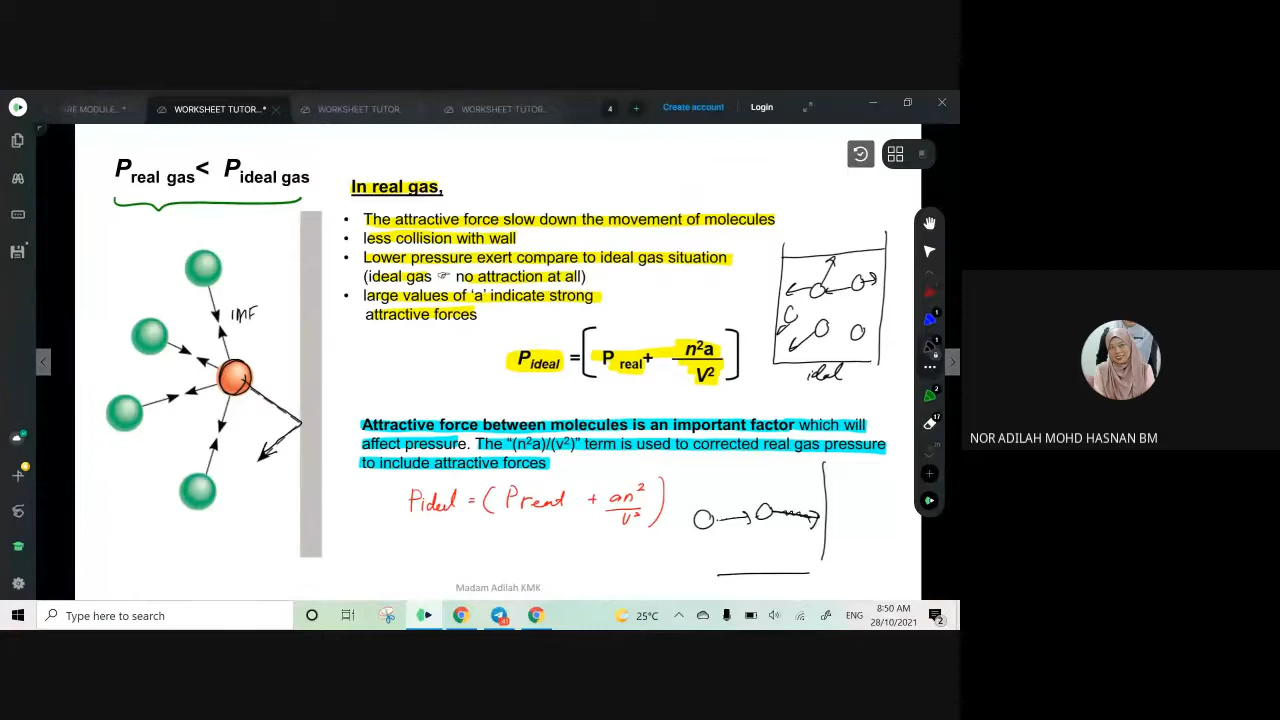 RE MODULE... *
WORKSHEET TUTOR...*
WORKSHEET TUTOR...
WORKSHEET TUTOR...
4
Create account
Login
P real gas < P ideal gas
In real gas,
• The attractive force slow down the movement of molecules
• less collision with wall
• Lower pressure exert compare to ideal gas situation
(ideal gas ☞ no attraction at all)
• large values of 'a' indicate strong
attractive forces
IMF
P ideal = [ P real + n²a / V² ]
ideal
Attractive force between molecules is an important factor which will
affect pressure. The "(n²a)/(v²)" term is used to corrected real gas pressure
to include attractive forces
Pideal = ( Preal + an² / V² )
Madam Adilah KMK
NOR ADILAH MOHD HASNAN BM
Type here to search
25°C
ENG
8:50 AM
28/10/2021
2